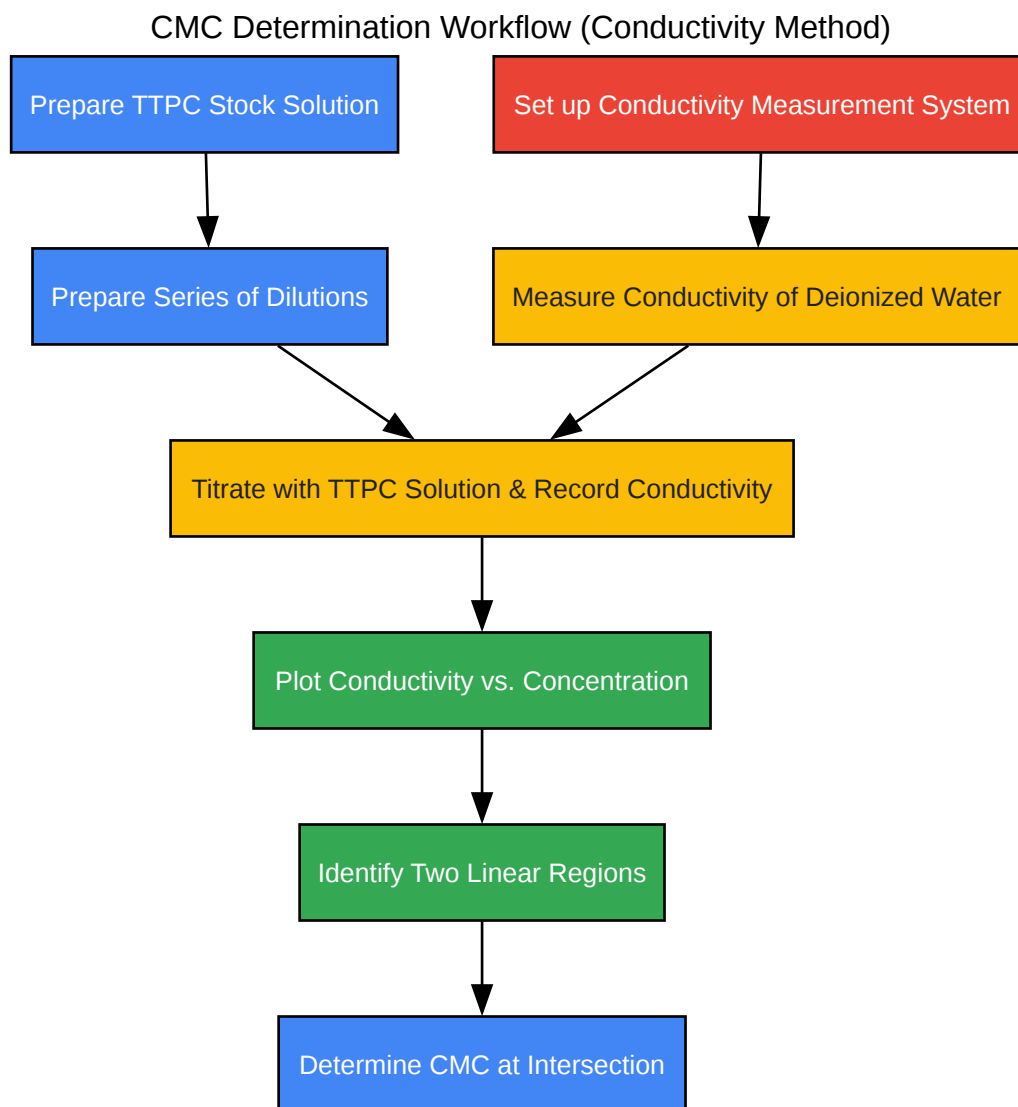 CMC Determination Workflow (Conductivity Method)
Prepare TTPC Stock Solution
Set up Conductivity Measurement System
Prepare Series of Dilutions
Measure Conductivity of Deionized Water
Titrate with TTPC Solution & Record Conductivity
Plot Conductivity vs. Concentration
Identify Two Linear Regions
Determine CMC at Intersection